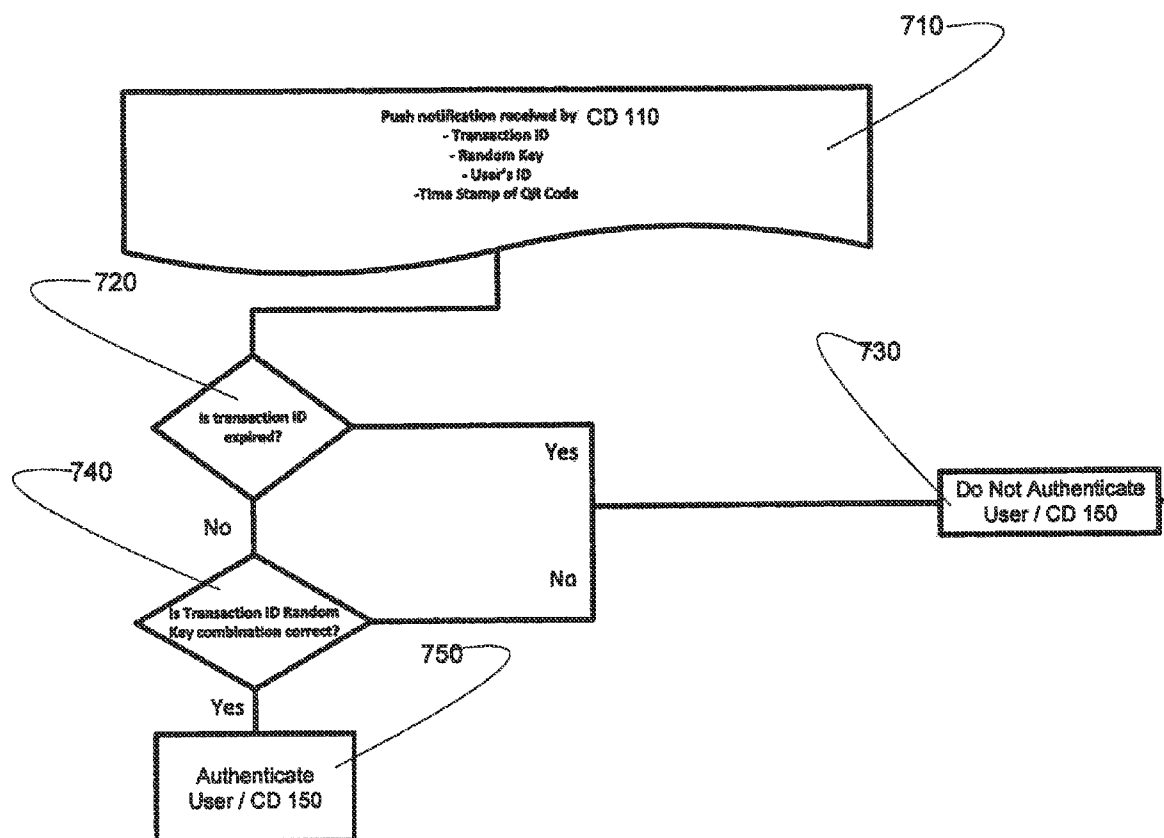 710
Push notification received by CD 110
- Transaction ID
- Random Key
- User's ID
-Time Stamp of QR Code
720
730
Is transaction ID
expired?
Yes
740
Do Not Authenticate
User / CD 150
No
No
Is Transaction ID Random
Key combination correct?
750
Yes
Authenticate
User / CD 150